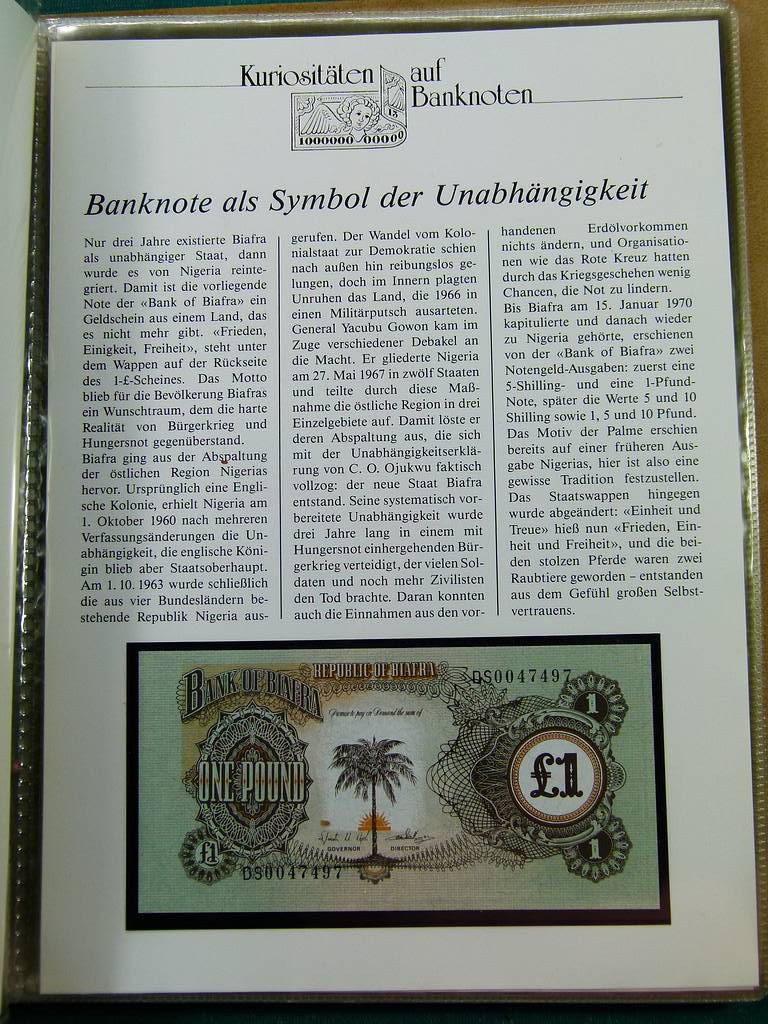 Kuriositäten auf
Banknoten
15
1000000 00000
Banknote als Symbol der Unabhängigkeit
Nur drei Jahre existierte Biafra
als unabhängiger Staat, dann
wurde es von Nigeria reinte-
griert. Damit ist die vorliegende
Note der «Bank of Biafra» ein
Geldschein aus einem Land, das
es nicht mehr gibt. «Frieden,
Einigkeit, Freiheit», steht unter
dem Wappen auf der Rückseite
des 1-£-Scheines. Das Motto
blieb für die Bevölkerung Biafras
ein Wunschtraum, dem die harte
Realität von Bürgerkrieg und
Hungersnot gegenüberstand.
Biafra ging aus der Abspaltung
der östlichen Region Nigerias
hervor. Ursprünglich eine Engli-
sche Kolonie, erhielt Nigeria am
1. Oktober 1960 nach mehreren
Verfassungsänderungen die Un-
abhängigkeit, die englische Köni-
gin blieb aber Staatsoberhaupt.
Am 1. 10. 1963 wurde schließlich
die aus vier Bundesländern be-
stehende Republik Nigeria aus-
gerufen. Der Wandel vom Kolo-
nialstaat zur Demokratie schien
nach außen hin reibungslos ge-
lungen, doch im Innern plagten
Unruhen das Land, die 1966 in
einen Militärputsch ausarteten.
General Yacubu Gowon kam im
Zuge verschiedener Debakel an
die Macht. Er gliederte Nigeria
am 27. Mai 1967 in zwölf Staaten
und teilte durch diese Maß-
nahme die östliche Region in drei
Einzelgebiete auf. Damit löste er
deren Abspaltung aus, die sich
mit der Unabhängigkeitserklä-
rung von C. O. Ojukwu faktisch
vollzog: der neue Staat Biafra
entstand. Seine systematisch vor-
bereitete Unabhängigkeit wurde
drei Jahre lang in einem mit
Hungersnot einhergehenden Bür-
gerkrieg verteidigt, der vielen Sol-
daten und noch mehr Zivilisten
den Tod brachte. Daran konnten
auch die Einnahmen aus den vor-
handenen Erdölvorkommen
nichts ändern, und Organisatio-
nen wie das Rote Kreuz hatten
durch das Kriegsgeschehen wenig
Chancen, die Not zu lindern.
Bis Biafra am 15. Januar 1970
kapitulierte und danach wieder
zu Nigeria gehörte, erschienen
von der «Bank of Biafra» zwei
Notengeld-Ausgaben: zuerst eine
5-Shilling- und eine 1-Pfund-
Note, später die Werte 5 und 10
Shilling sowie 1, 5 und 10 Pfund.
Das Motiv der Palme erschien
bereits auf einer früheren Aus-
gabe Nigerias, hier ist also eine
gewisse Tradition festzustellen.
Das Staatswappen hingegen
wurde abgeändert: «Einheit und
Treue» hieß nun «Frieden, Ein-
heit und Freiheit», und die bei-
den stolzen Pferde waren zwei
Raubtiere geworden – entstanden
aus dem Gefühl großen Selbst-
vertrauens.
BANK OF BIAFRA
REPUBLIC OF BIAFRA
DS0047497
1
Promise to pay on Demand the sum of
ONE POUND
£1
GOVERNOR DIRECTOR
£1
1
DS0047497